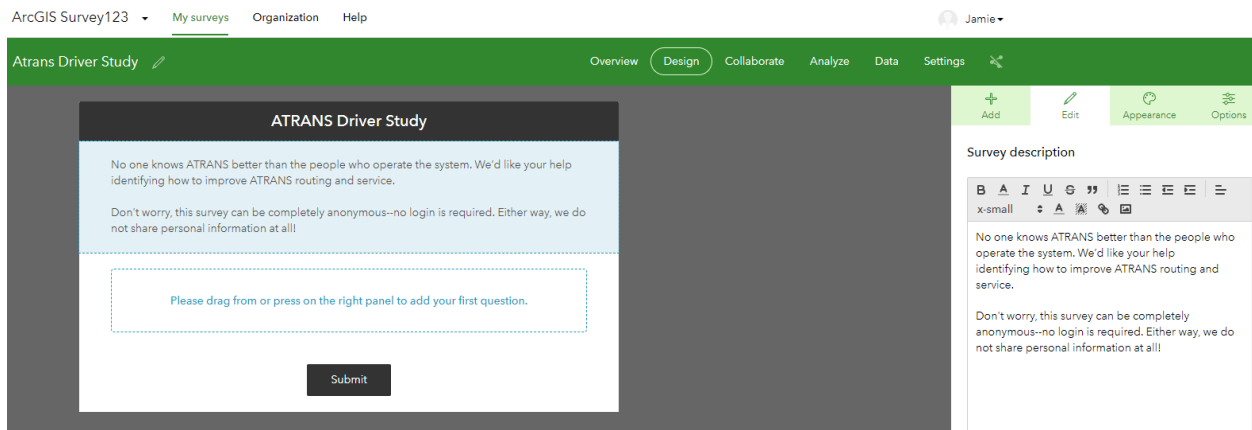 ArcGIS Survey123 My surveys Organization Help Jamie
Atrans Driver Study Overview Design Collaborate Analyze Data Settings
Add Edit Appearance Options
ATRANS Driver Study
No one knows ATRANS better than the people who operate the system. We'd like your help
identifying how to improve ATRANS routing and service.
Don't worry, this survey can be completely anonymous--no login is required. Either way, we do
not share personal information at all!
Please drag from or press on the right panel to add your first question.
Submit
Survey description
B A I U S
x-small A
No one knows ATRANS better than the people who
operate the system. We'd like your help
identifying how to improve ATRANS routing and
service.
Don't worry, this survey can be completely
anonymous--no login is required. Either way, we do
not share personal information at all!